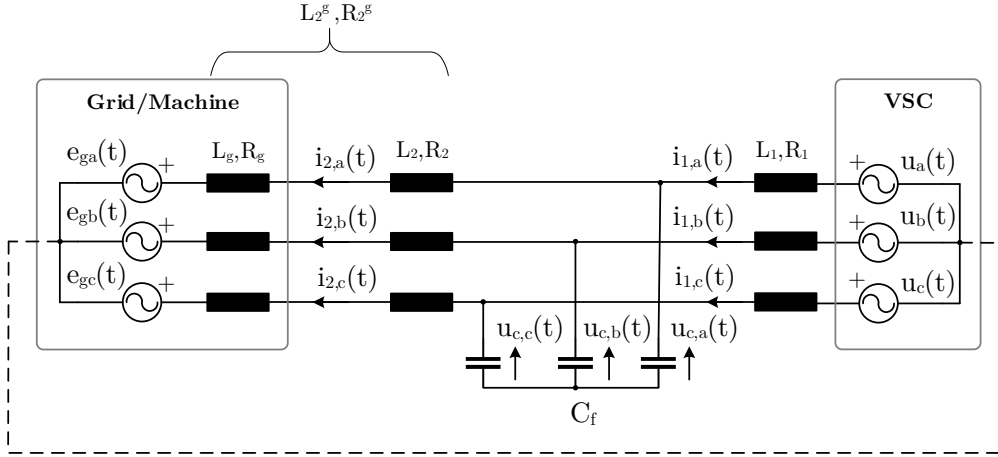 L₂ᵍ,R₂ᵍ
Grid/Machine
VSC
e_ga(t)
+
L_g,R_g
i_2,a(t)
L₂,R₂
i_1,a(t)
L₁,R₁
+
u_a(t)
e_gb(t)
+
i_2,b(t)
i_1,b(t)
+
u_b(t)
e_gc(t)
+
i_2,c(t)
i_1,c(t)
+
u_c(t)
u_c,c(t)
u_c,b(t)
u_c,a(t)
C_f